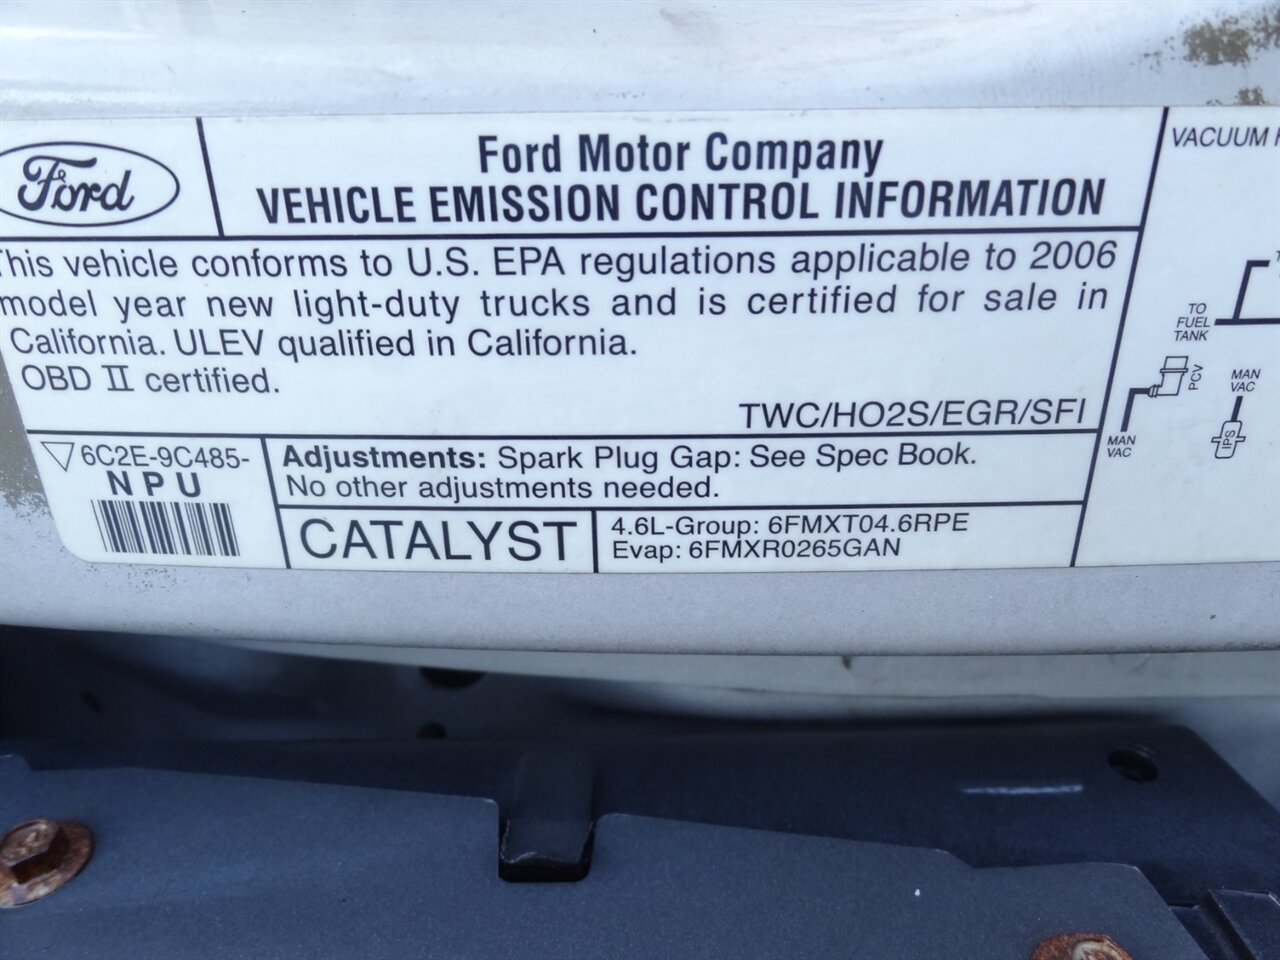 Ford
Ford Motor Company
VEHICLE EMISSION CONTROL INFORMATION
This vehicle conforms to U.S. EPA regulations applicable to 2006
model year new light-duty trucks and is certified for sale in
California. ULEV qualified in California.
OBD II certified.
TWC/HO2S/EGR/SFI
6C2E-9C485-
NPU
Adjustments: Spark Plug Gap: See Spec Book.
No other adjustments needed.
CATALYST
4.6L-Group: 6FMXT04.6RPE
Evap: 6FMXR0265GAN
VACUUM
TO
FUEL
TANK
PCV
MAN
VAC
MAN
VAC
IPS